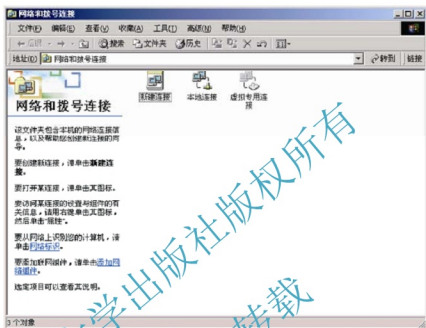 网络和拨号连接
文件(F) 编辑(E) 查看(V) 收藏(A) 工具(T) 高级(N) 帮助(H)
搜索 文件夹 历史
地址(D) 网络和拨号连接 转到 链接
新建连接 本地连接 虚拟专用连
接
网络和拨号连接
该文件夹包含本机的网络连接信
息，以及帮助您创建新连接的向
导。
要创建新连接，请单击新建连
接。
要打开某连接，请单击其图标。
要访问某连接的设置与组件的有
关信息，请用右键单击其图标，
然后单击“属性”。
要从网络上识别您的计算机，请
单击网络标识。
要添加联网组件，请单击添加网
络组件。
选定项目可以查看其说明。
3 个对象
学出版社版权所有
转载